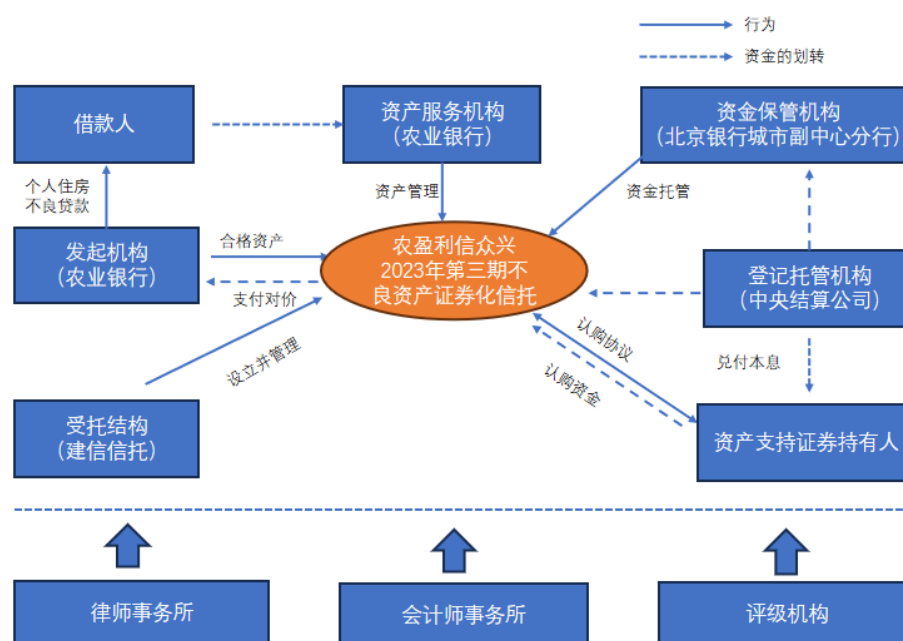 行为
资金的划转
借款人
资产服务机构
(农业银行)
资金保管机构
(北京银行城市副中心分行)
个人住房
不良贷款
资产管理
资金托管
发起机构
(农业银行)
合格资产
支付对价
农盈利信众兴
2023年第三期不
良资产证券化信托
登记托管机构
(中央结算公司)
设立并管理
认购协议
认购资金
兑付本息
受托结构
(建信信托)
资产支持证券持有人
律师事务所
会计师事务所
评级机构